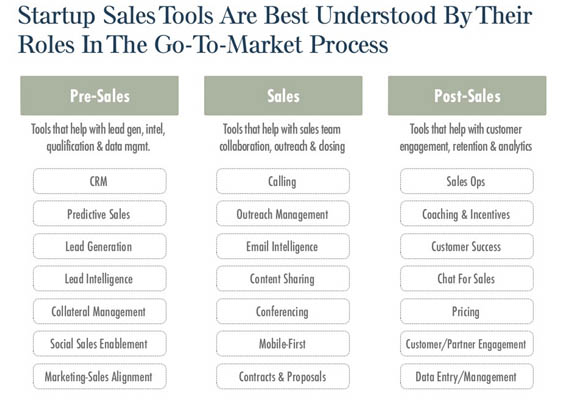 Startup Sales Tools Are Best Understood By Their
Roles In The Go-To-Market Process
Pre-Sales
Tools that help with lead gen, intel,
qualification & data mgmt.
CRM
Predictive Sales
Lead Generation
Lead Intelligence
Collateral Management
Social Sales Enablement
Marketing-Sales Alignment
Sales
Tools that help with sales team
collaboration, outreach & closing
Calling
Outreach Management
Email Intelligence
Content Sharing
Conferencing
Mobile-First
Contracts & Proposals
Post-Sales
Tools that help with customer
engagement, retention & analytics
Sales Ops
Coaching & Incentives
Customer Success
Chat For Sales
Pricing
Customer/Partner Engagement
Data Entry/Management